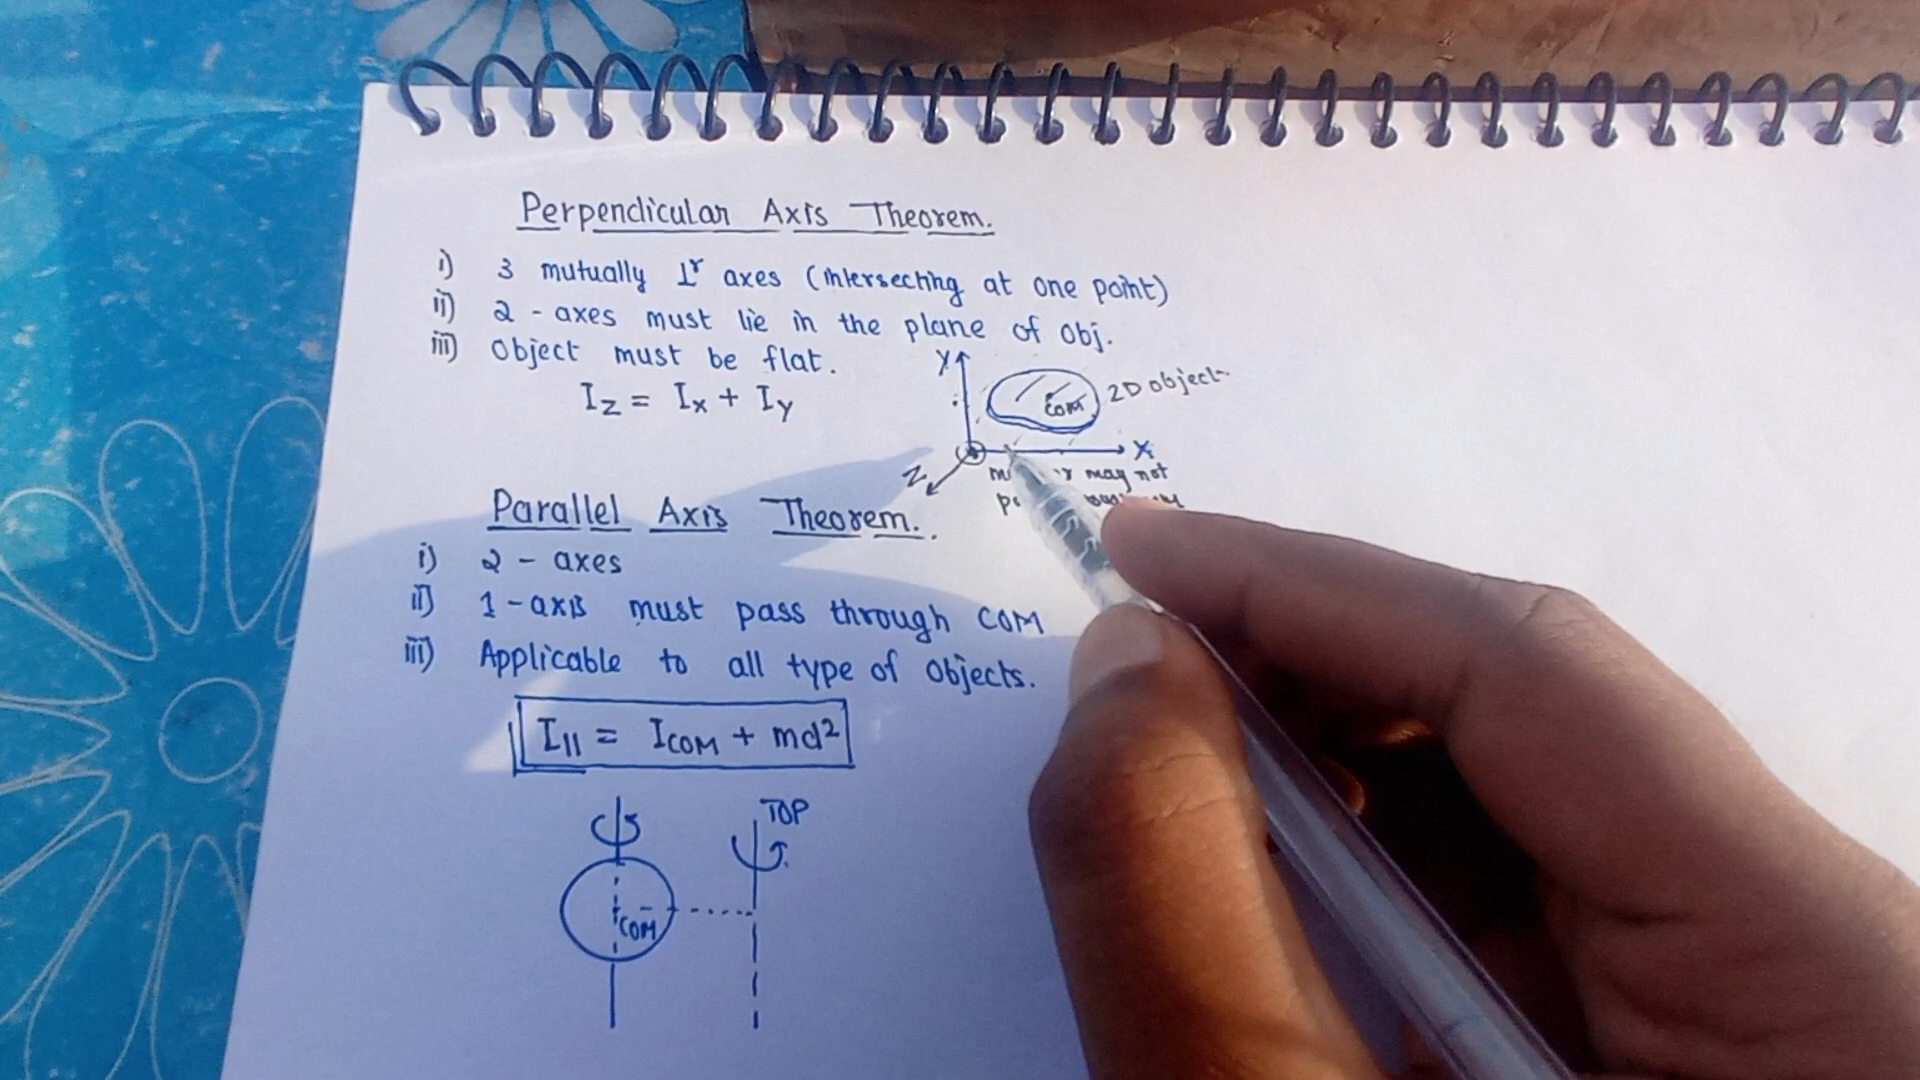 Perpendicular Axis Theorem.
i) 3 mutually ⊥r axes (intersecting at one point)
ii) 2 - axes must lie in the plane of obj.
iii) Object must be flat.
Iz = Ix + Iy
Y
COM
2D object
X
Z
may not
Parallel Axis Theorem.
i) 2 - axes
ii) 1 - axis must pass through COM
iii) Applicable to all type of Objects.
I|| = ICOM + md²
TOP
COM